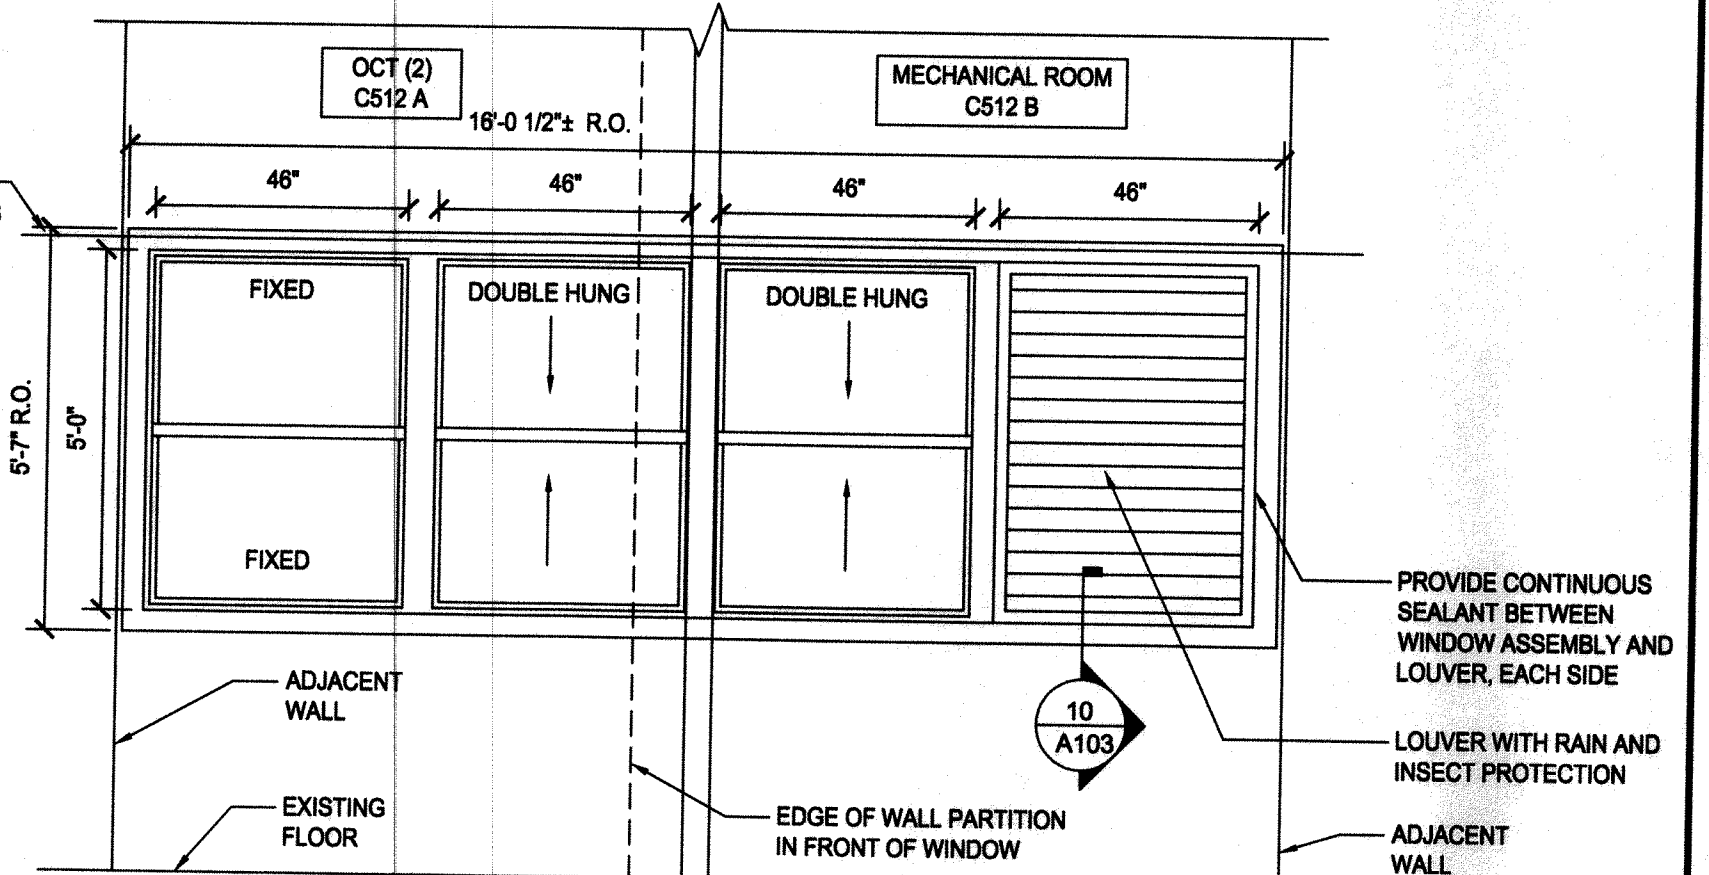 OCT (2)
C512 A
MECHANICAL ROOM
C512 B
16'-0 1/2"± R.O.
46"
46"
46"
46"
FIXED
DOUBLE HUNG
DOUBLE HUNG
5'-7" R.O.
5'-0"
FIXED
PROVIDE CONTINUOUS
SEALANT BETWEEN
WINDOW ASSEMBLY AND
LOUVER, EACH SIDE
ADJACENT
WALL
10
A103
LOUVER WITH RAIN AND
INSECT PROTECTION
EXISTING
FLOOR
EDGE OF WALL PARTITION
IN FRONT OF WINDOW
ADJACENT
WALL